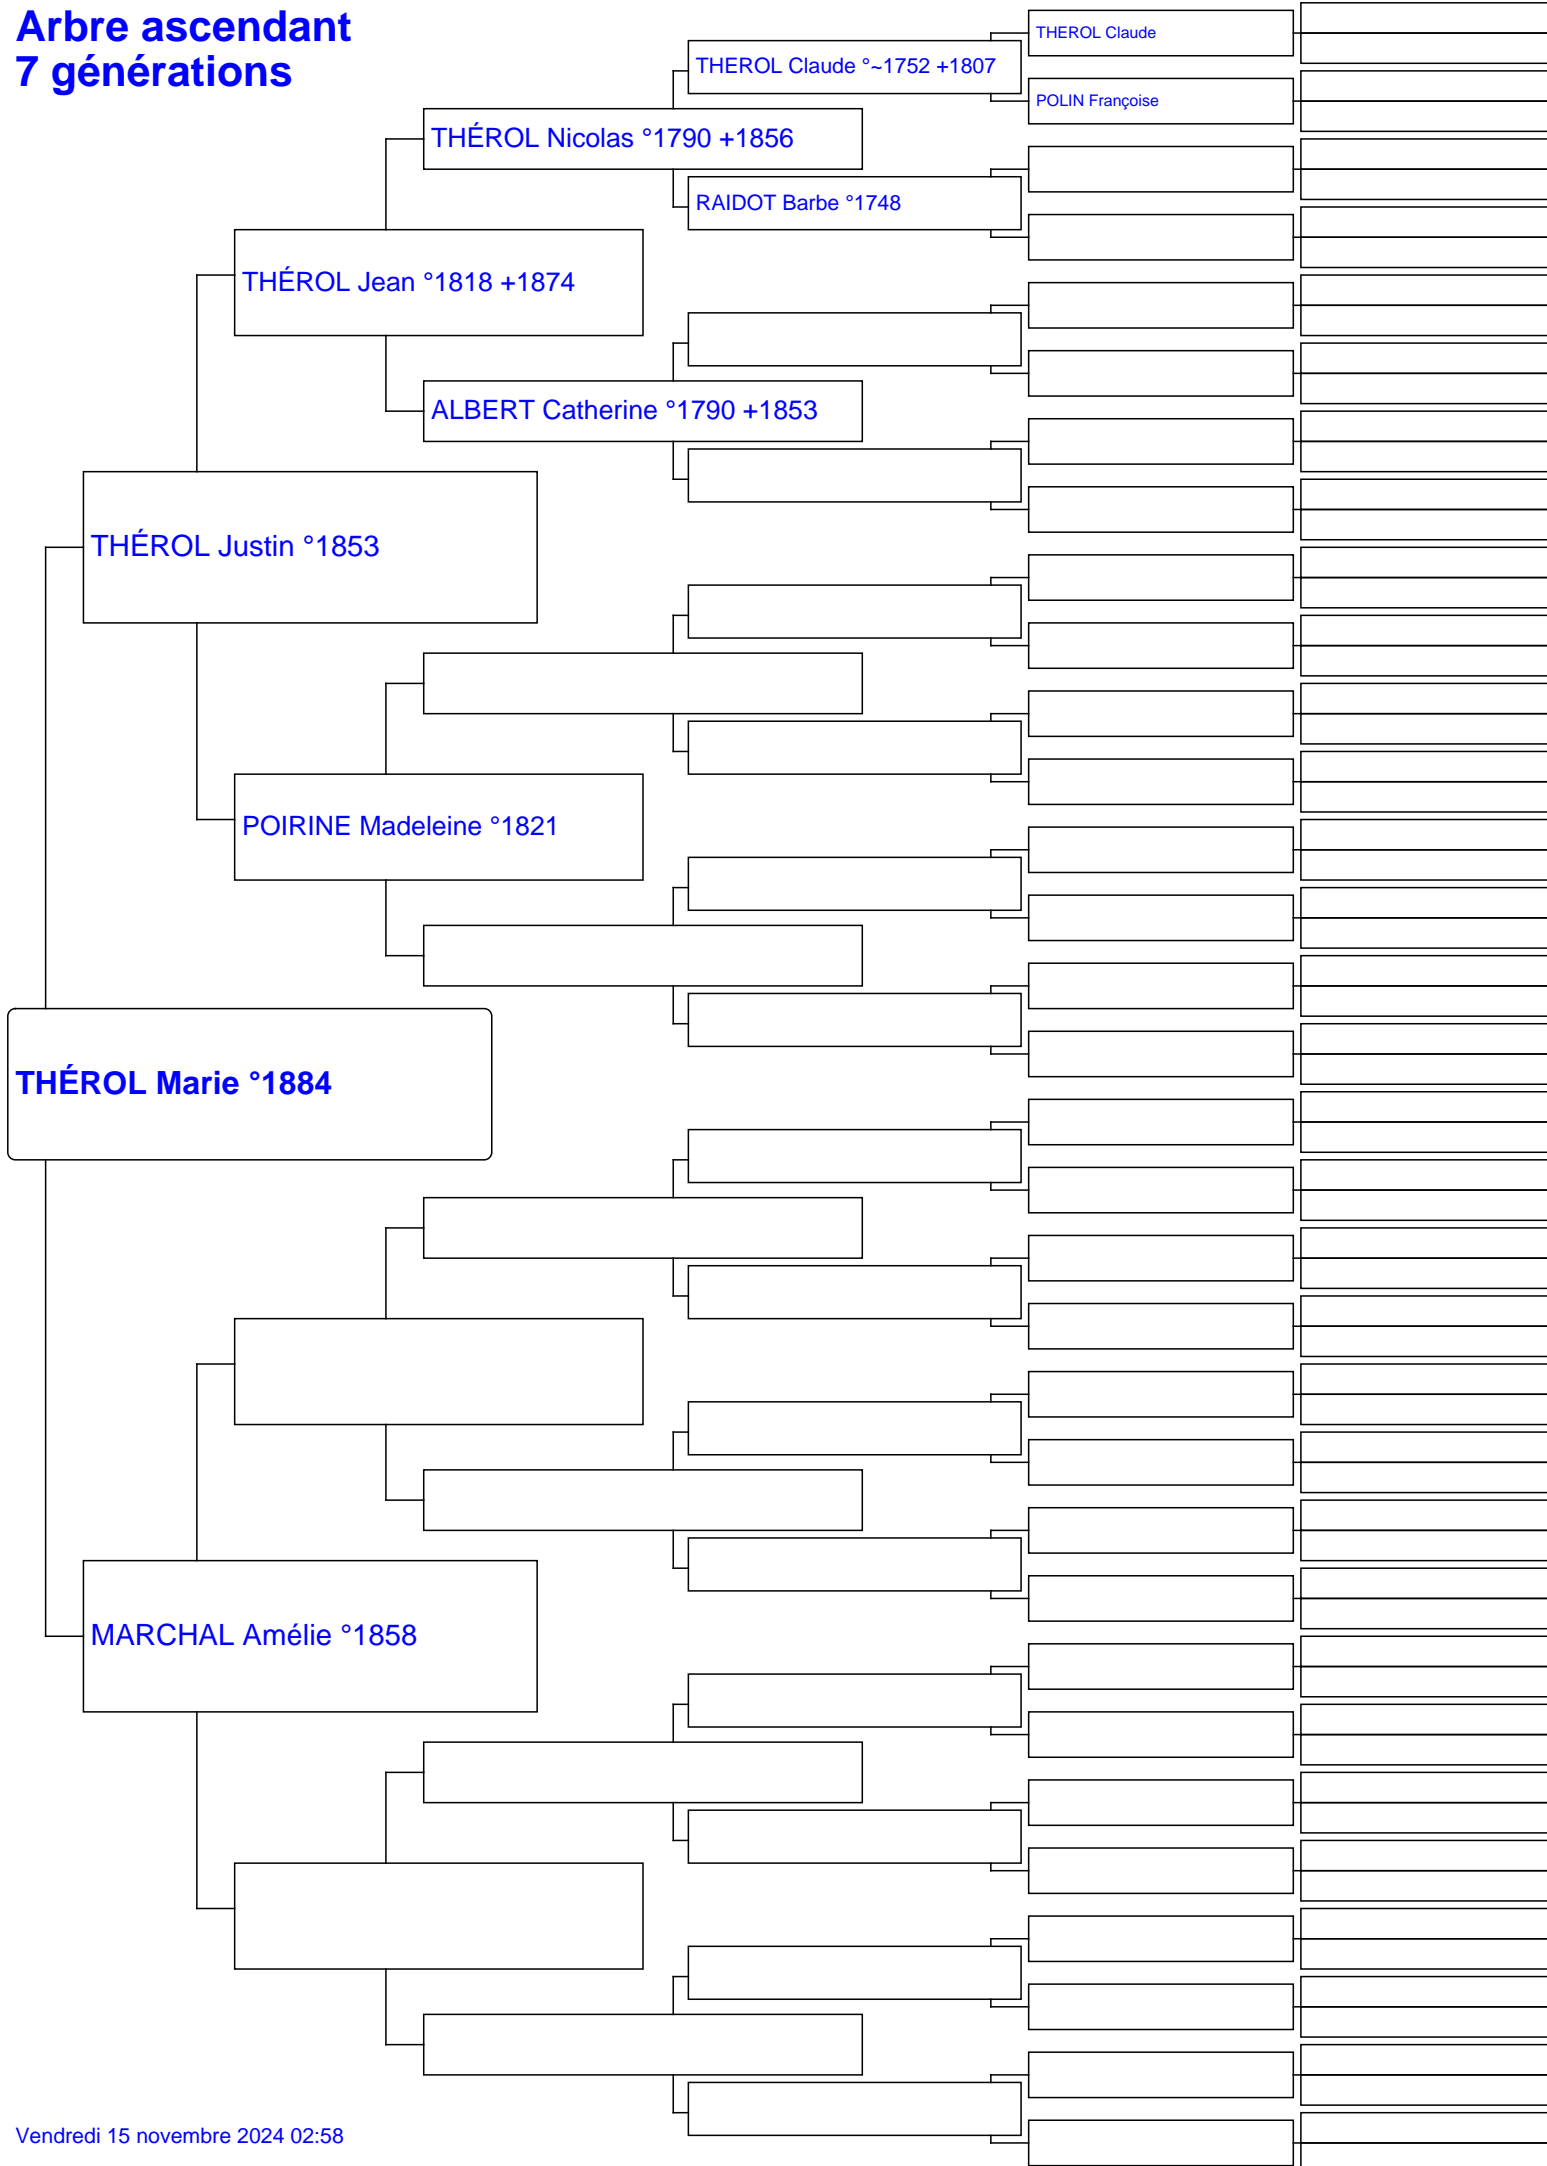 Arbre ascendant
7 générations
THEROL Claude
THEROL Claude °~1752 +1807
POLIN Françoise
THÉROL Nicolas °1790 +1856
RAIDOT Barbe °1748
THÉROL Jean °1818 +1874
ALBERT Catherine °1790 +1853
THÉROL Justin °1853
POIRINE Madeleine °1821
THÉROL Marie °1884
MARCHAL Amélie °1858
Vendredi 15 novembre 2024 02:58